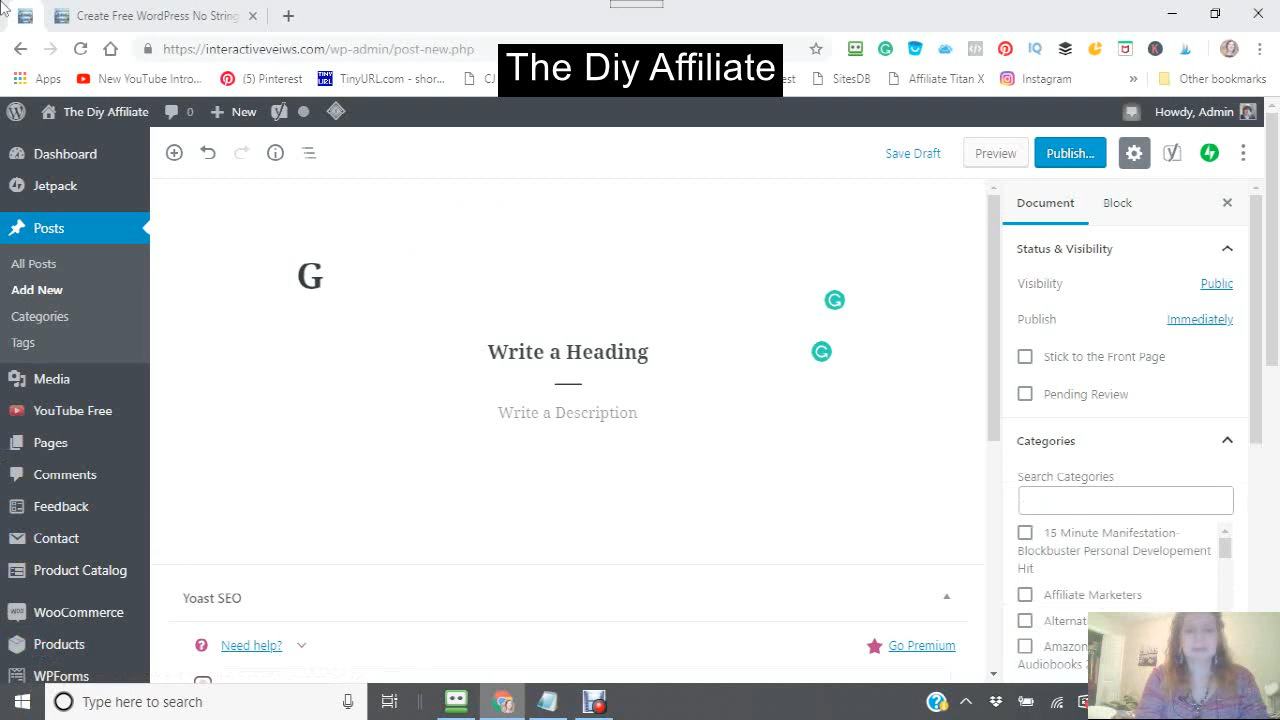 Create Free WordPress:No String
https://interactiveveiws.com/wp-admin/post-new.php
The Diy Affiliate
Apps
New YouTube Intro...
(5) Pinterest
TinyURL.com - shor...
CJ
est
SitesDB
Affiliate Titan X
Instagram
»
Other bookmarks
The Diy Affiliate
0
New
Howdy, Admin
Dashboard
Jetpack
Posts
All Posts
Add New
Categories
Tags
Media
YouTube Free
Pages
Comments
Feedback
Contact
Product Catalog
WooCommerce
Products
WPForms
Save Draft
Preview
Publish...
G
Write a Heading
Write a Description
Yoast SEO
Need help?
Go Premium
Document
Block
Status & Visibility
Visibility
Public
Publish
Immediately
Stick to the Front Page
Pending Review
Categories
Search Categories
15 Minute Manifestation-
Blockbuster Personal Developement
Hit
Affiliate Marketers
Alternat
Amazon
Audiobooks
Type here to search